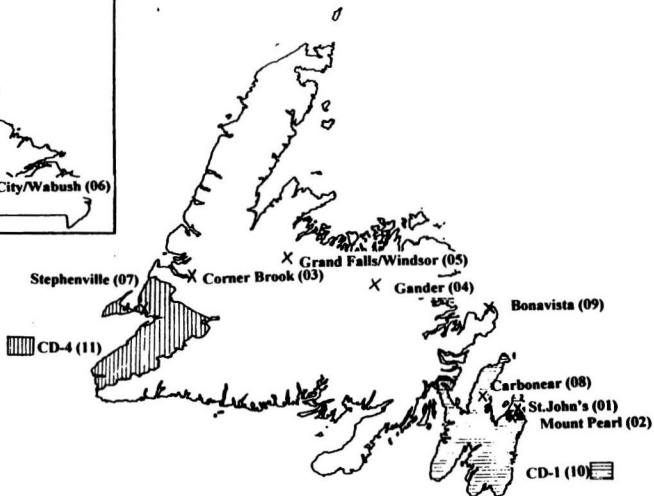 City/Wabush (06)
Grand Falls/Windsor (05)
Stephenville (07)
Corner Brook (03)
Gander (04)
Bonavista (09)
CD-4 (11)
Carbonear (08)
St.John's (01)
Mount Pearl (02)
CD-1 (10)